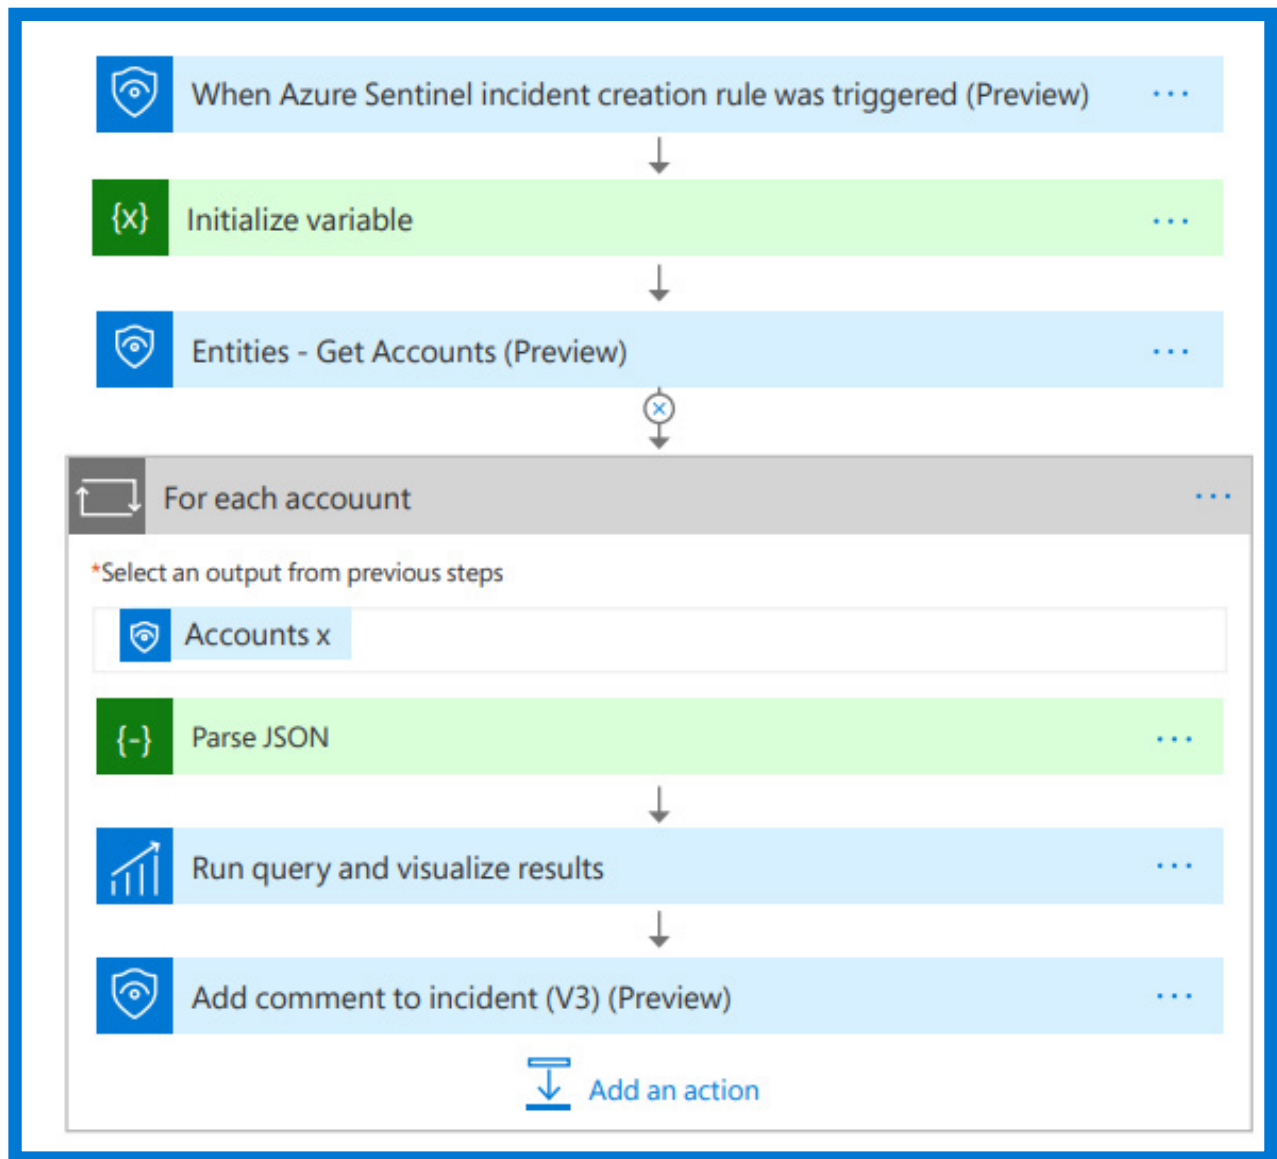 When Azure Sentinel incident creation rule was triggered (Preview) ...
{x} Initialize variable ...
Entities - Get Accounts (Preview) ...
For each accouunt ...
*Select an output from previous steps
Accounts x
{-} Parse JSON ...
Run query and visualize results ...
Add comment to incident (V3) (Preview) ...
Add an action